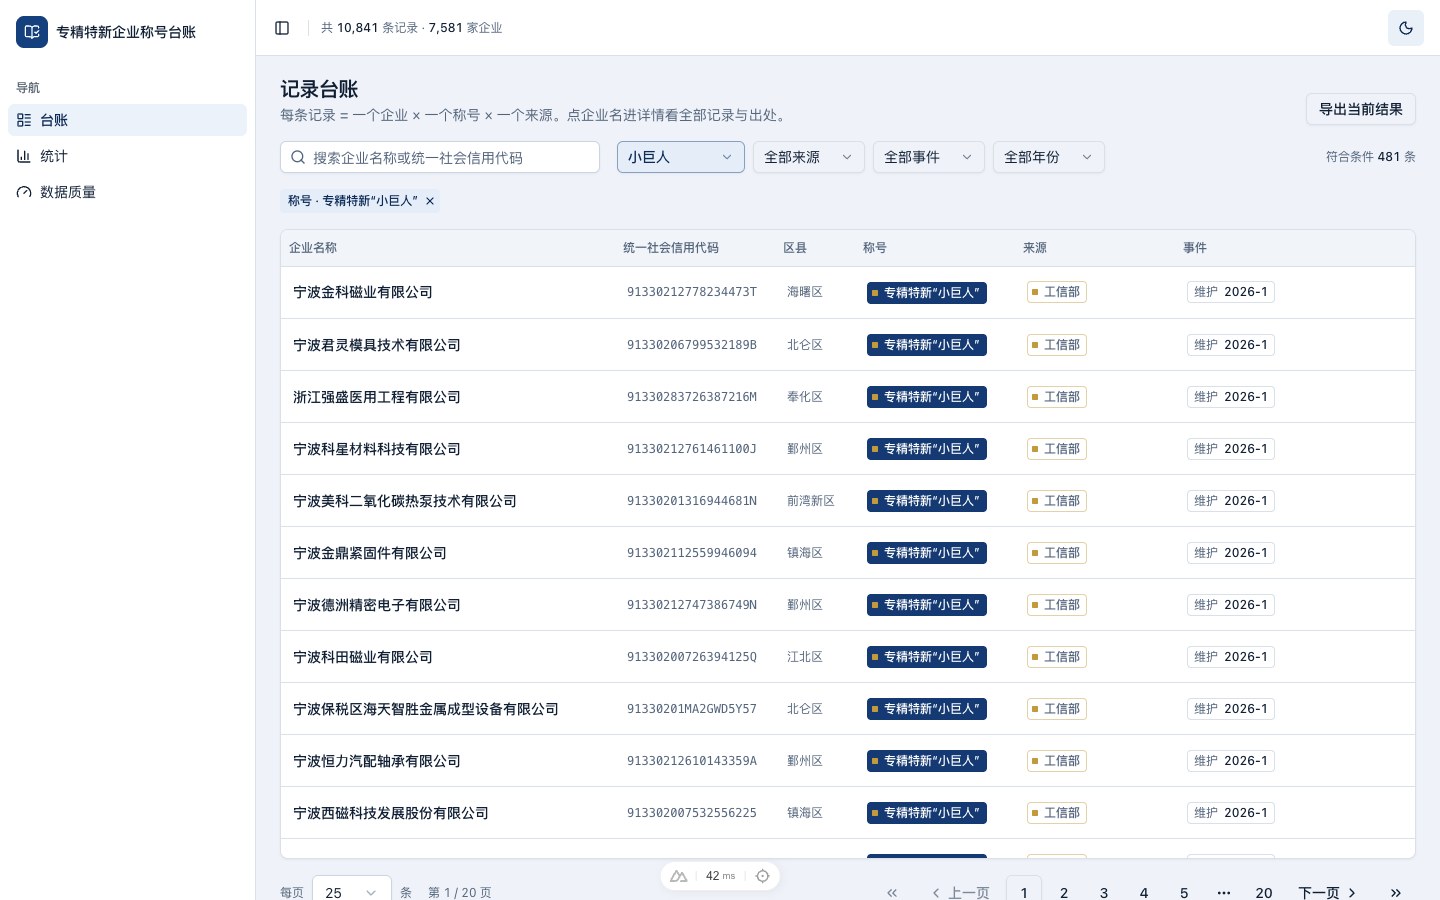 专精特新企业称号台账
共 10,841 条记录 · 7,581 家企业
导航
台账
统计
数据质量
记录台账
每条记录 = 一个企业 × 一个称号 × 一个来源。点企业名进详情看全部记录与出处。
导出当前结果
搜索企业名称或统一社会信用代码 小巨人 全部来源 全部事件 全部年份 符合条件 481 条
称号 · 专精特新“小巨人” ×
企业名称 统一社会信用代码 区县 称号 来源 事件
宁波金科磁业有限公司 91330212778234473T 海曙区 专精特新“小巨人” 工信部 维护 2026-1
宁波君灵模具技术有限公司 91330206799532189B 北仑区 专精特新“小巨人” 工信部 维护 2026-1
浙江强盛医用工程有限公司 91330283726387216M 奉化区 专精特新“小巨人” 工信部 维护 2026-1
宁波科星材料科技有限公司 91330212761461100J 鄞州区 专精特新“小巨人” 工信部 维护 2026-1
宁波美科二氧化碳热泵技术有限公司 91330201316944681N 前湾新区 专精特新“小巨人” 工信部 维护 2026-1
宁波金鼎紧固件有限公司 913302112559946094 镇海区 专精特新“小巨人” 工信部 维护 2026-1
宁波德洲精密电子有限公司 91330212747386749N 鄞州区 专精特新“小巨人” 工信部 维护 2026-1
宁波科田磁业有限公司 91330200726394125Q 江北区 专精特新“小巨人” 工信部 维护 2026-1
宁波保税区海天智胜金属成型设备有限公司 91330201MA2GWD5Y57 北仑区 专精特新“小巨人” 工信部 维护 2026-1
宁波恒力汽配轴承有限公司 91330212610143359A 鄞州区 专精特新“小巨人” 工信部 维护 2026-1
宁波西磁科技发展股份有限公司 913302007532556225 镇海区 专精特新“小巨人” 工信部 维护 2026-1
42 ms
每页 25 条 第 1 / 20 页 « ‹ 上一页 1 2 3 4 5 ··· 20 下一页 › »